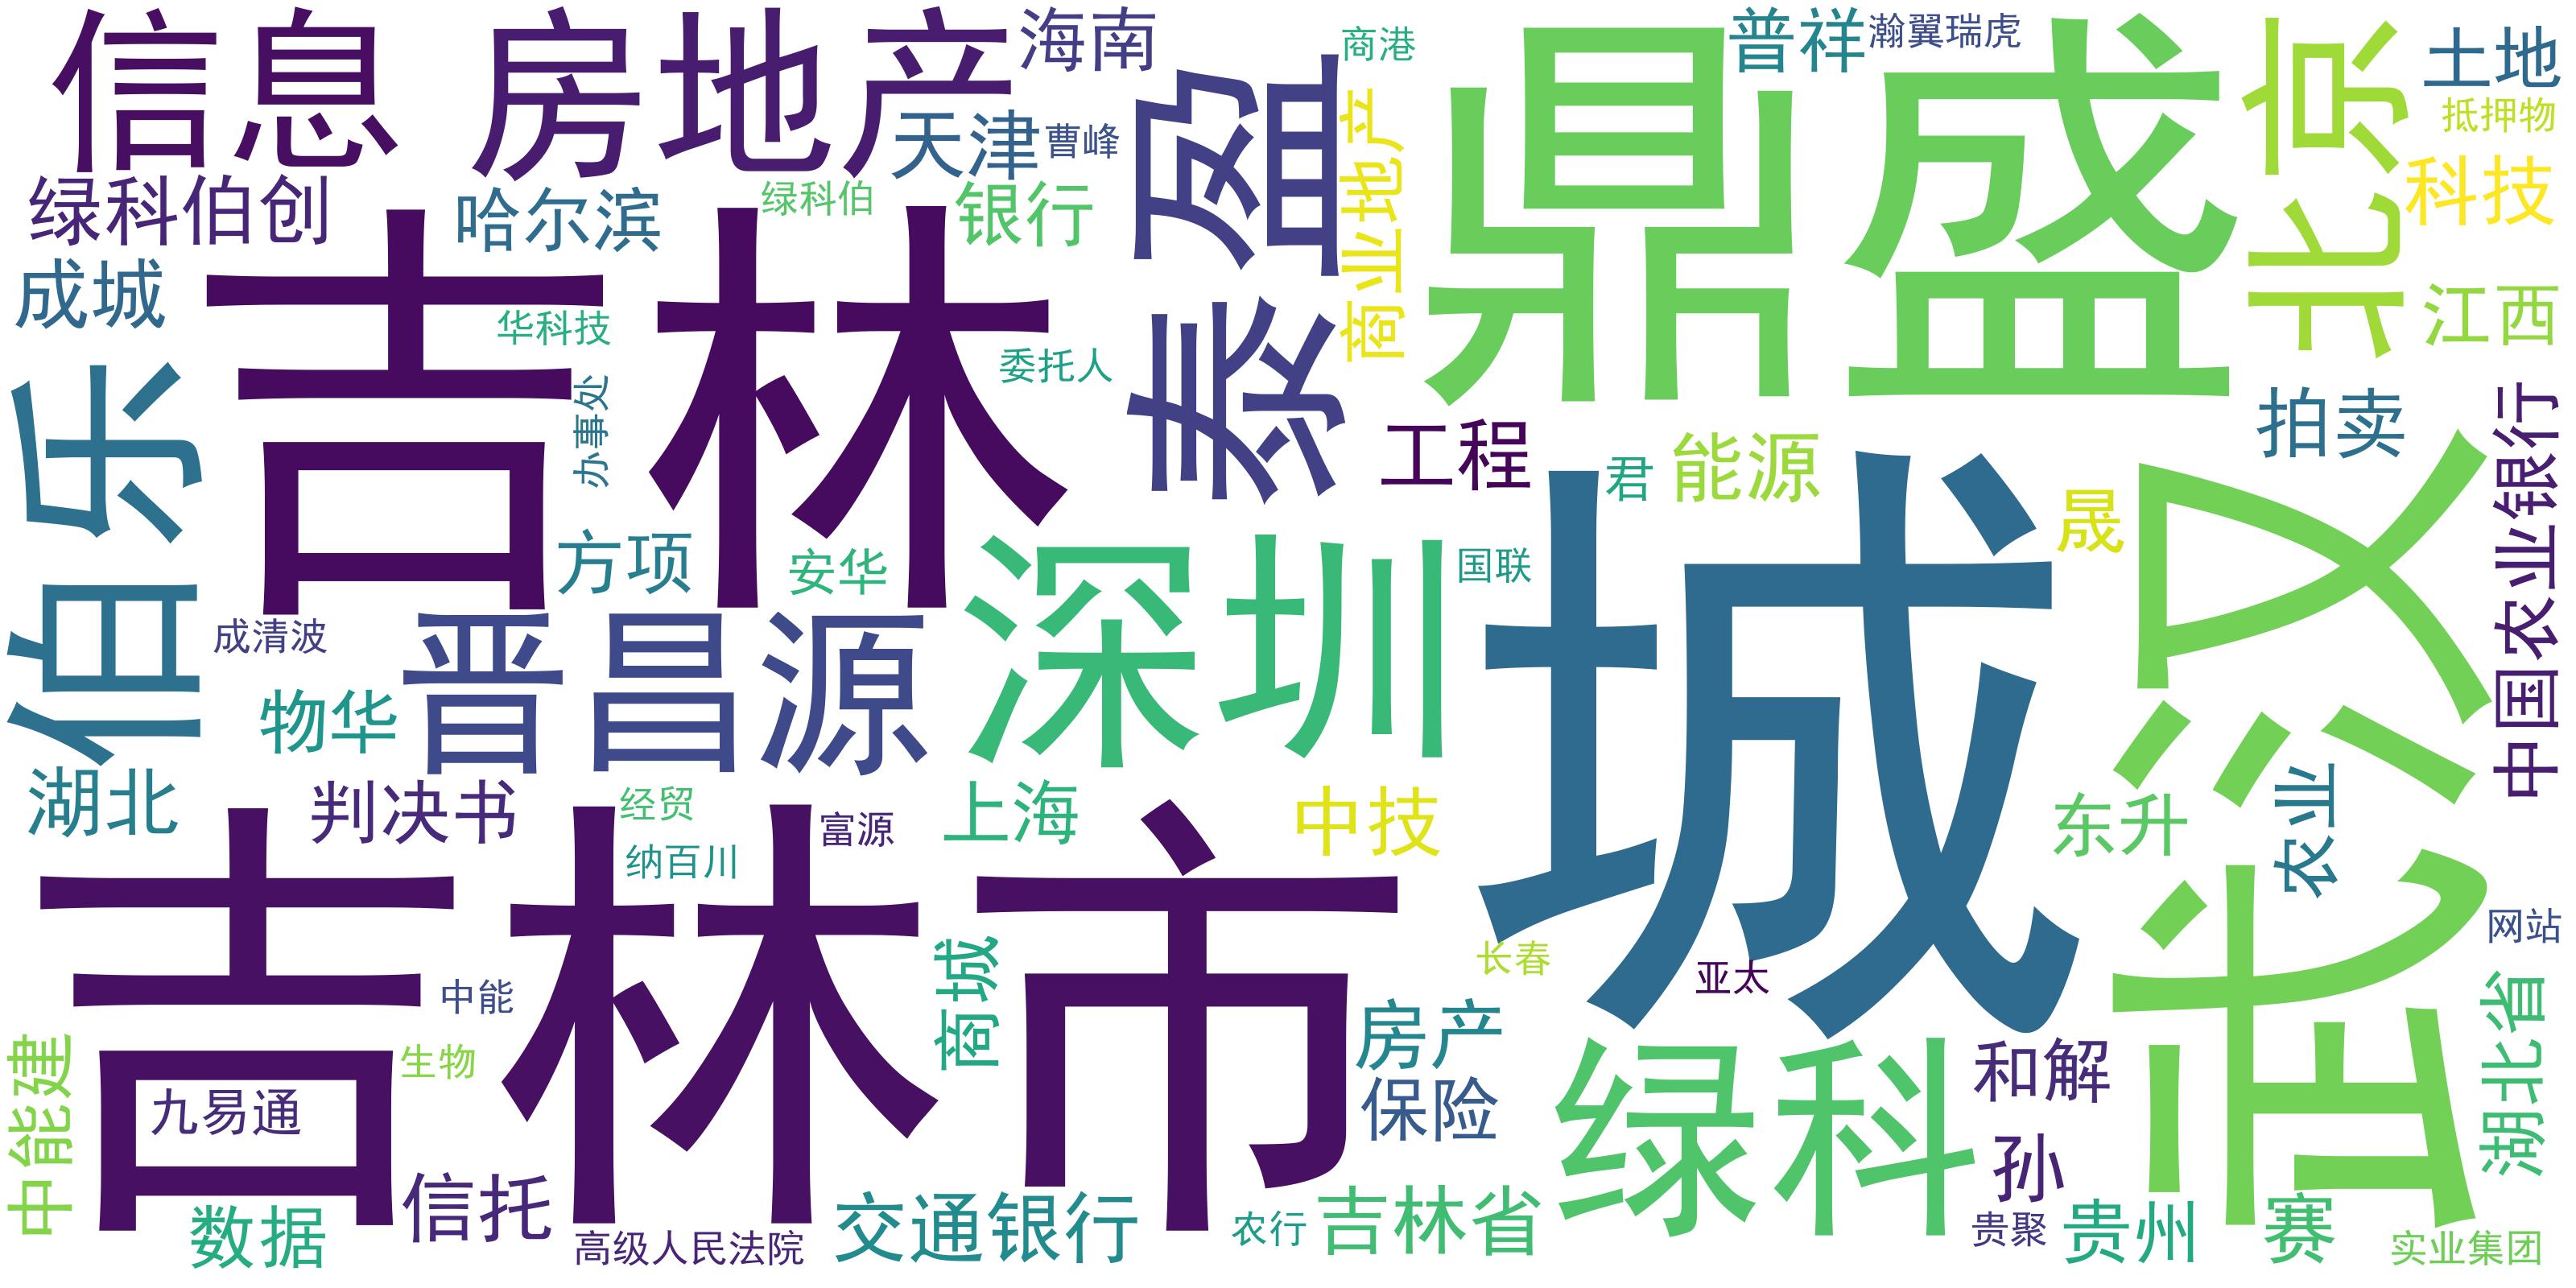 信息
房地产
海南
商港
鼎盛
普祥
瀚翼瑞虎
北京
土地
抵押物
天津
曹峰
泰盈
商业地产
科技
绿科伯创
哈尔滨
绿科伯
银行
成城
吉林
华科技
委托人
江西
伯乐
办事处
工程
君
能源
拍卖
中国农业银行
方项
安华
深圳
国联
城
晟
武汉
成清波
晋昌源
物华
湖北
判决书
经贸
富源
上海
中技
东升
农业
纳百川
吉林市
商城
长春
亚太
网站
中能
生物
中能建
九易通
房产
保险
绿科
和解
湖北省
孙
数据
信托
高级人民法院
交通银行
农行
吉林省
贵聚
贵州
赛
实业集团